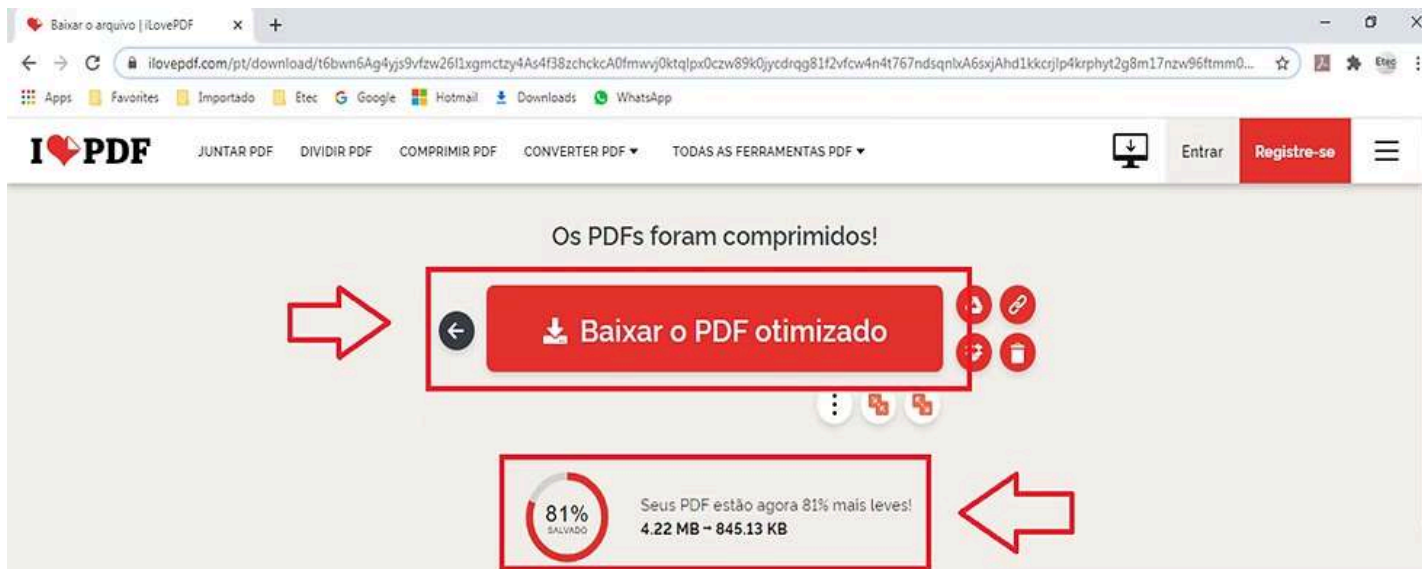 Baixar o arquivo | iLovePDF
ilovepdf.com/pt/download/t6bwn6Ag4yjs9vfzw26l1xgmctzy4As4f38zchckcA0fmwvj0ktqlpx0czw89k0jycdrqg81f2vfcw4n4t767ndsqnlxA6sxjAhd1kkcrjlp4krphyt2g8m17nzw96ftmm0...
Etec
Apps Favorites Importado Etec G Google Hotmail Downloads WhatsApp
I PDF JUNTAR PDF DIVIDIR PDF COMPRIMIR PDF CONVERTER PDF TODAS AS FERRAMENTAS PDF Entrar Registre-se
Os PDFs foram comprimidos!
Baixar o PDF otimizado
81%
SALVADO
Seus PDF estão agora 81% mais leves!
4.22 MB → 845.13 KB